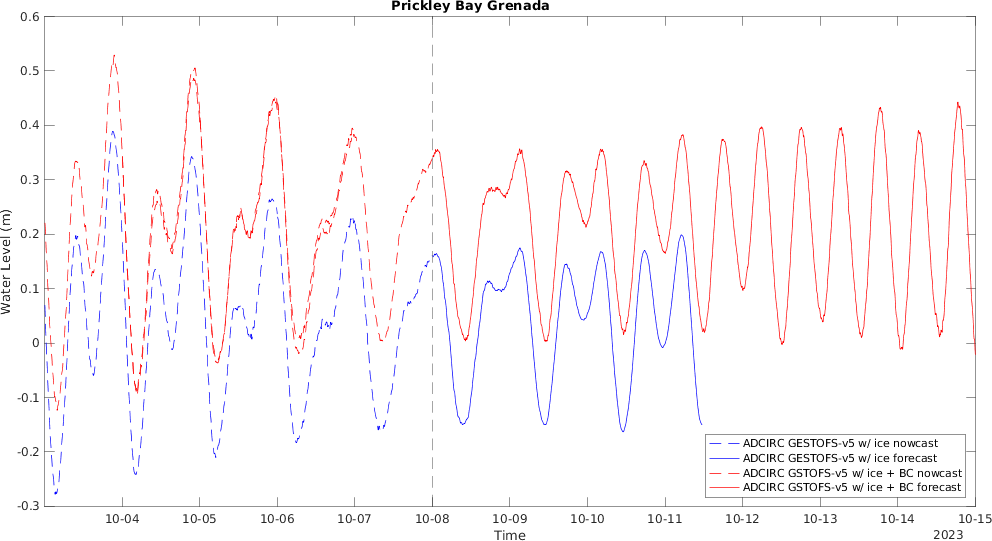 Prickley Bay Grenada
0.6
0.5
0.4
0.3
0.2
0.1
0
-0.1
-0.2
-0.3
Water Level (m)
10-04 10-05 10-06 10-07 10-08 10-09 10-10 10-11 10-12 10-13 10-14 10-15
Time
2023
ADCIRC GESTOFS-v5 w/ ice nowcast
ADCIRC GESTOFS-v5 w/ ice forecast
ADCIRC GSTOFS-v5 w/ ice + BC nowcast
ADCIRC GSTOFS-v5 w/ ice + BC forecast